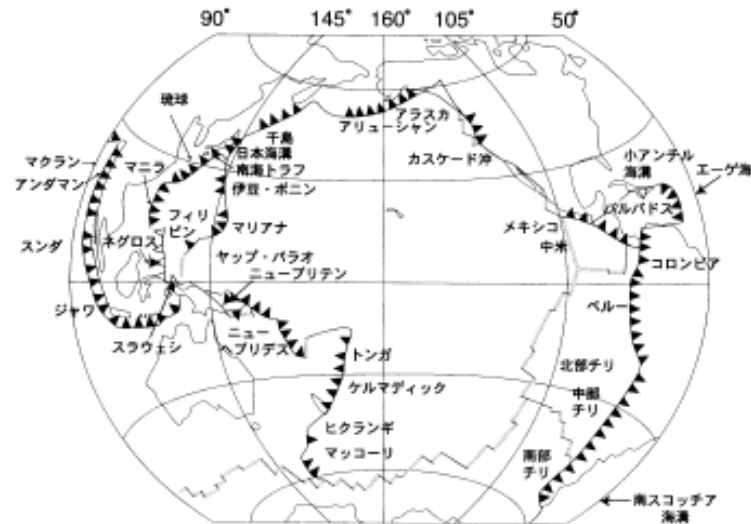 90° 145° 160° 105° 50°
琉球
千島
アラスカ
アリューシャン
日本海溝
南海トラフ
伊豆・ボニン
カスケード沖
小アンチル
海溝
エーゲ海
マクラン
アンダマン
マニラ
バルバドス
フィリ
ピン
マリアナ
メキシコ
中米
スンダ
ネグロス
ヤップ・パラオ
ニューブリテン
コロンビア
ジャワ
ペルー
スラウェシ
ニュー
ヘブリデス
トンガ
北部チリ
ケルマディック
中部
チリ
ヒクランギ
マッコーリ
南部
チリ
南スコッチア
海溝